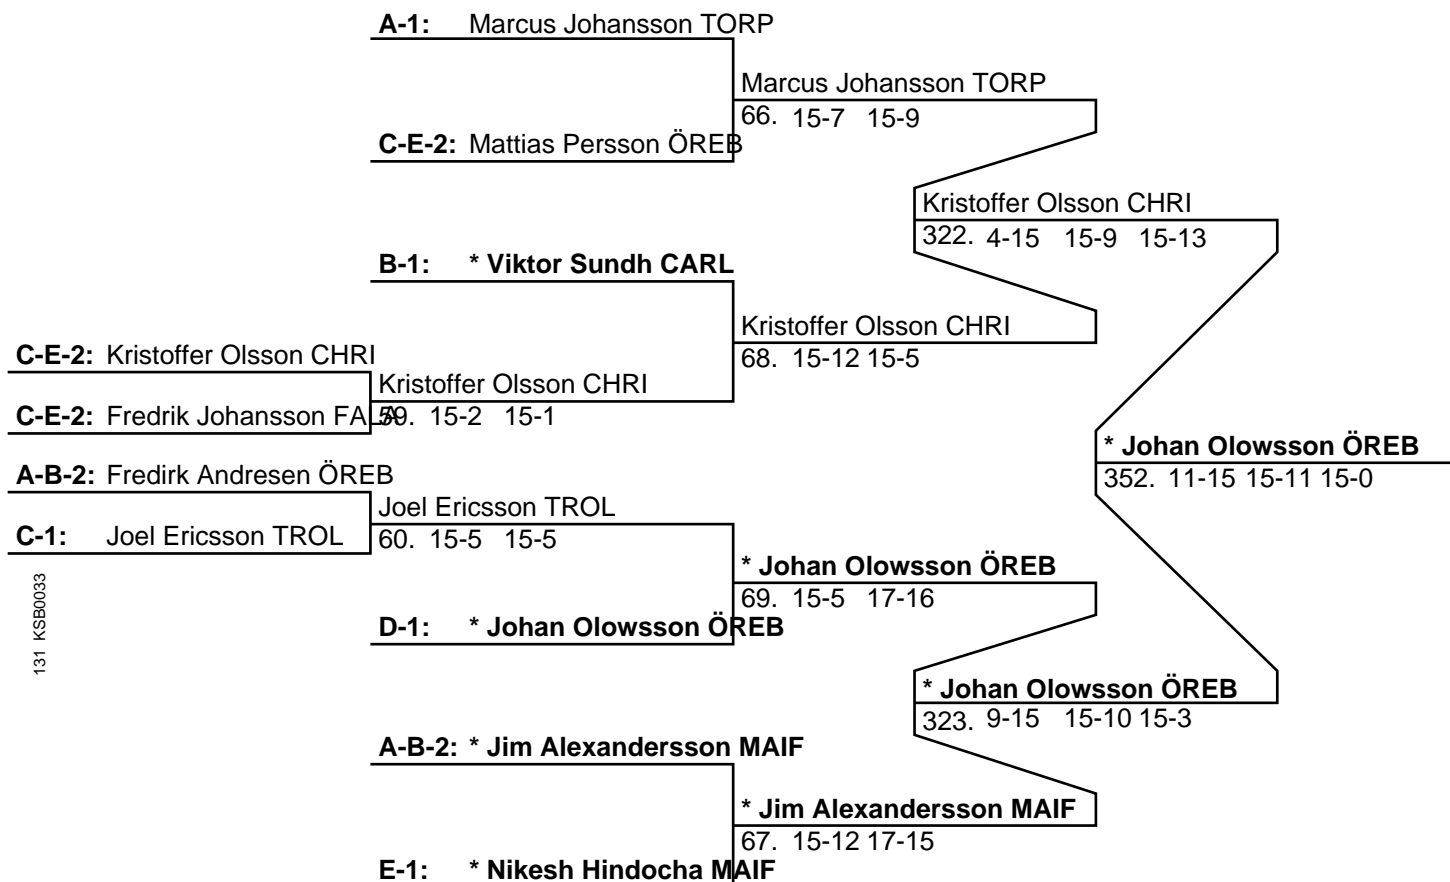 A-1: Marcus Johansson TORP
Marcus Johansson TORP
66. 15-7 15-9
C-E-2: Mattias Persson ÖREB
Kristoffer Olsson CHRI
322. 4-15 15-9 15-13
B-1: * Viktor Sundh CARL
Kristoffer Olsson CHRI
68. 15-12 15-5
C-E-2: Kristoffer Olsson CHRI
Kristoffer Olsson CHRI
59. 15-2 15-1
C-E-2: Fredrik Johansson FALA
* Johan Olowsson ÖREB
352. 11-15 15-11 15-0
A-B-2: Fredirk Andresen ÖREB
Joel Ericsson TROL
60. 15-5 15-5
C-1: Joel Ericsson TROL
* Johan Olowsson ÖREB
69. 15-5 17-16
D-1: * Johan Olowsson ÖREB
131 KSB0033
* Johan Olowsson ÖREB
323. 9-15 15-10 15-3
A-B-2: * Jim Alexandersson MAIF
* Jim Alexandersson MAIF
67. 15-12 17-15
E-1: * Nikesh Hindocha MAIF